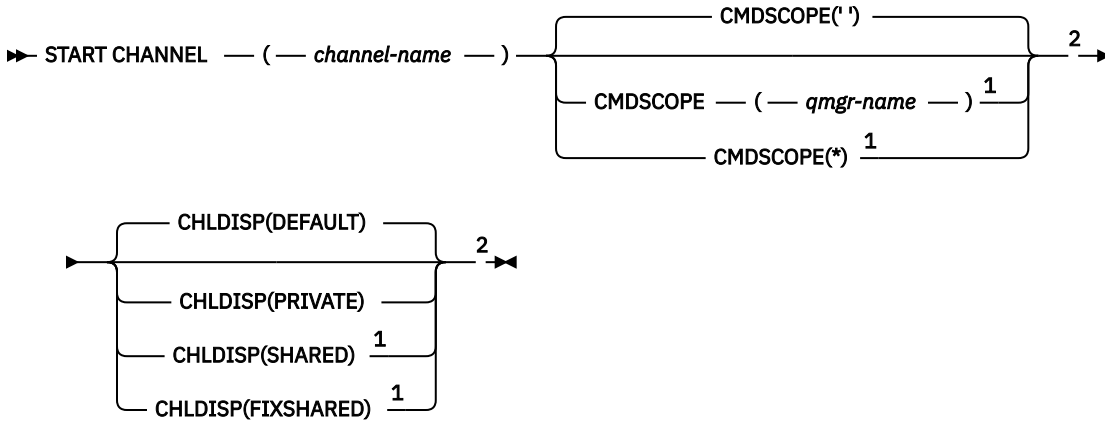 CMDSCOPE(' ')
START CHANNEL ( channel-name ) 2
CMDSCOPE ( qmgr-name ) 1
CMDSCOPE(*) 1
CHLDISP(DEFAULT)
2
CHLDISP(PRIVATE)
CHLDISP(SHARED) 1
CHLDISP(FIXSHARED) 1